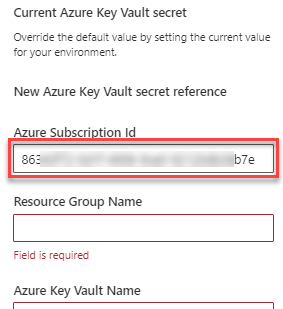 Current Azure Key Vault secret
Override the default value by setting the current value
for your environment.
New Azure Key Vault secret reference
Azure Subscription Id
863 b7e
Resource Group Name
Field is required
Azure Key Vault Name